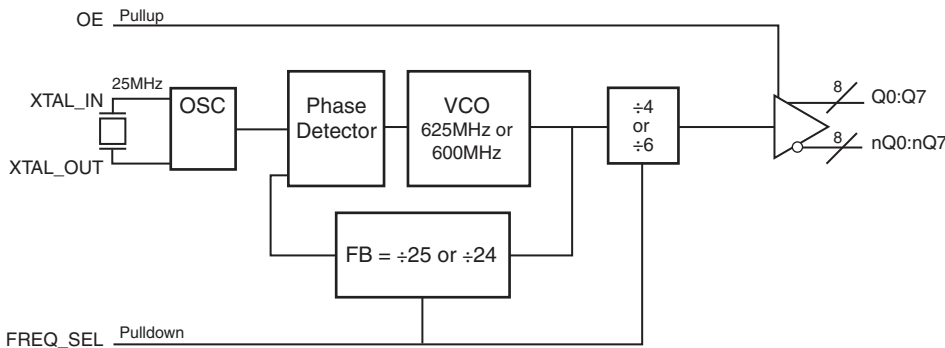 OE Pullup
25MHz
XTAL_IN
XTAL_OUT
OSC
Phase
Detector
VCO
625MHz or
600MHz
÷4
or
÷6
8
Q0:Q7
8
nQ0:nQ7
FB = ÷25 or ÷24
FREQ_SEL Pulldown